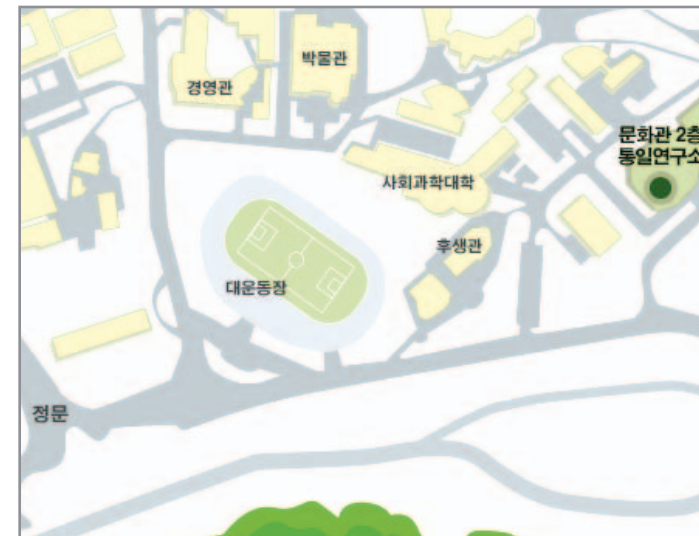 박물관
경영관
문화관 2층
통일연구소
사회과학대학
후생관
대운동장
정문